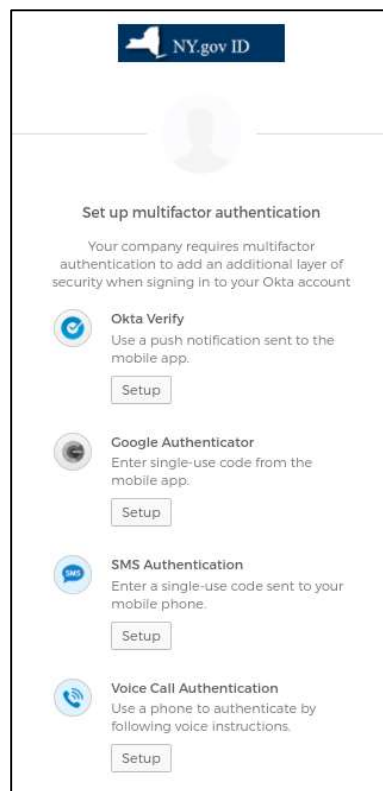 NY.gov ID
Set up multifactor authentication
Your company requires multifactor
authentication to add an additional layer of
security when signing in to your Okta account
Okta Verify
Use a push notification sent to the
mobile app.
Setup
Google Authenticator
Enter single-use code from the
mobile app.
Setup
SMS
SMS Authentication
Enter a single-use code sent to your
mobile phone.
Setup
Voice Call Authentication
Use a phone to authenticate by
following voice instructions.
Setup